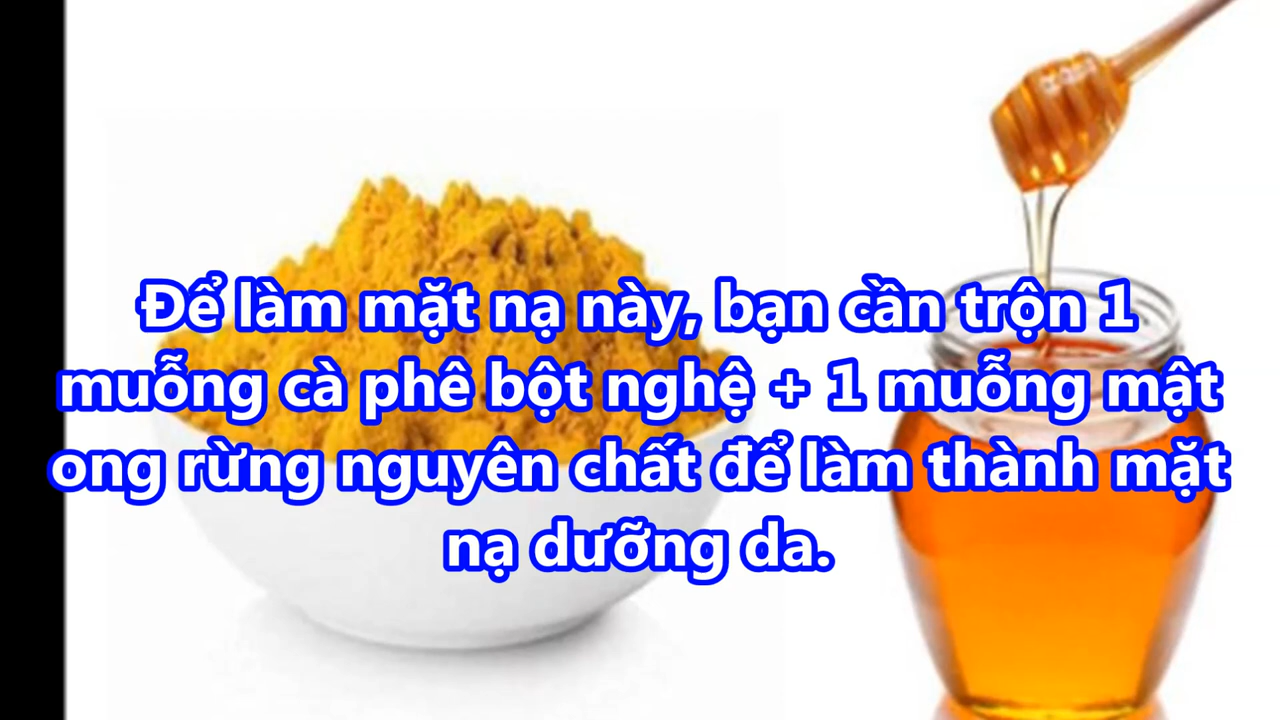 Để làm mặt nạ này, bạn cần trộn 1
muỗng cà phê bột nghệ + 1 muỗng mật
ong rừng nguyên chất để làm thành mặt
nạ dưỡng da.